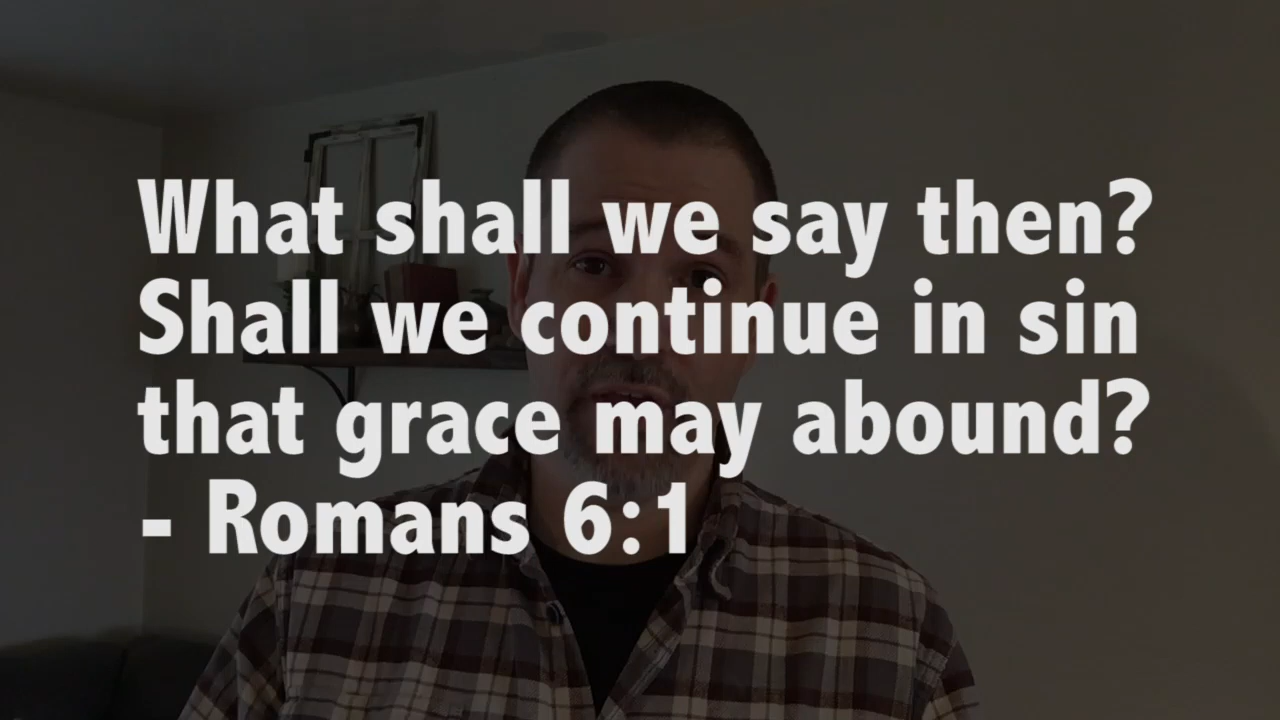 What shall we say then?
Shall we continue in sin
that grace may abound?
- Romans 6:1